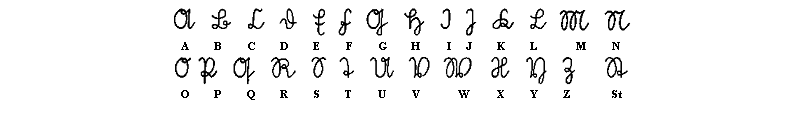 A B C D E F G H I J K L M N
A B C D E F G H I J K L M N
O P Q R S T U V W X Y Z St
O P Q R S T U V W X Y Z St